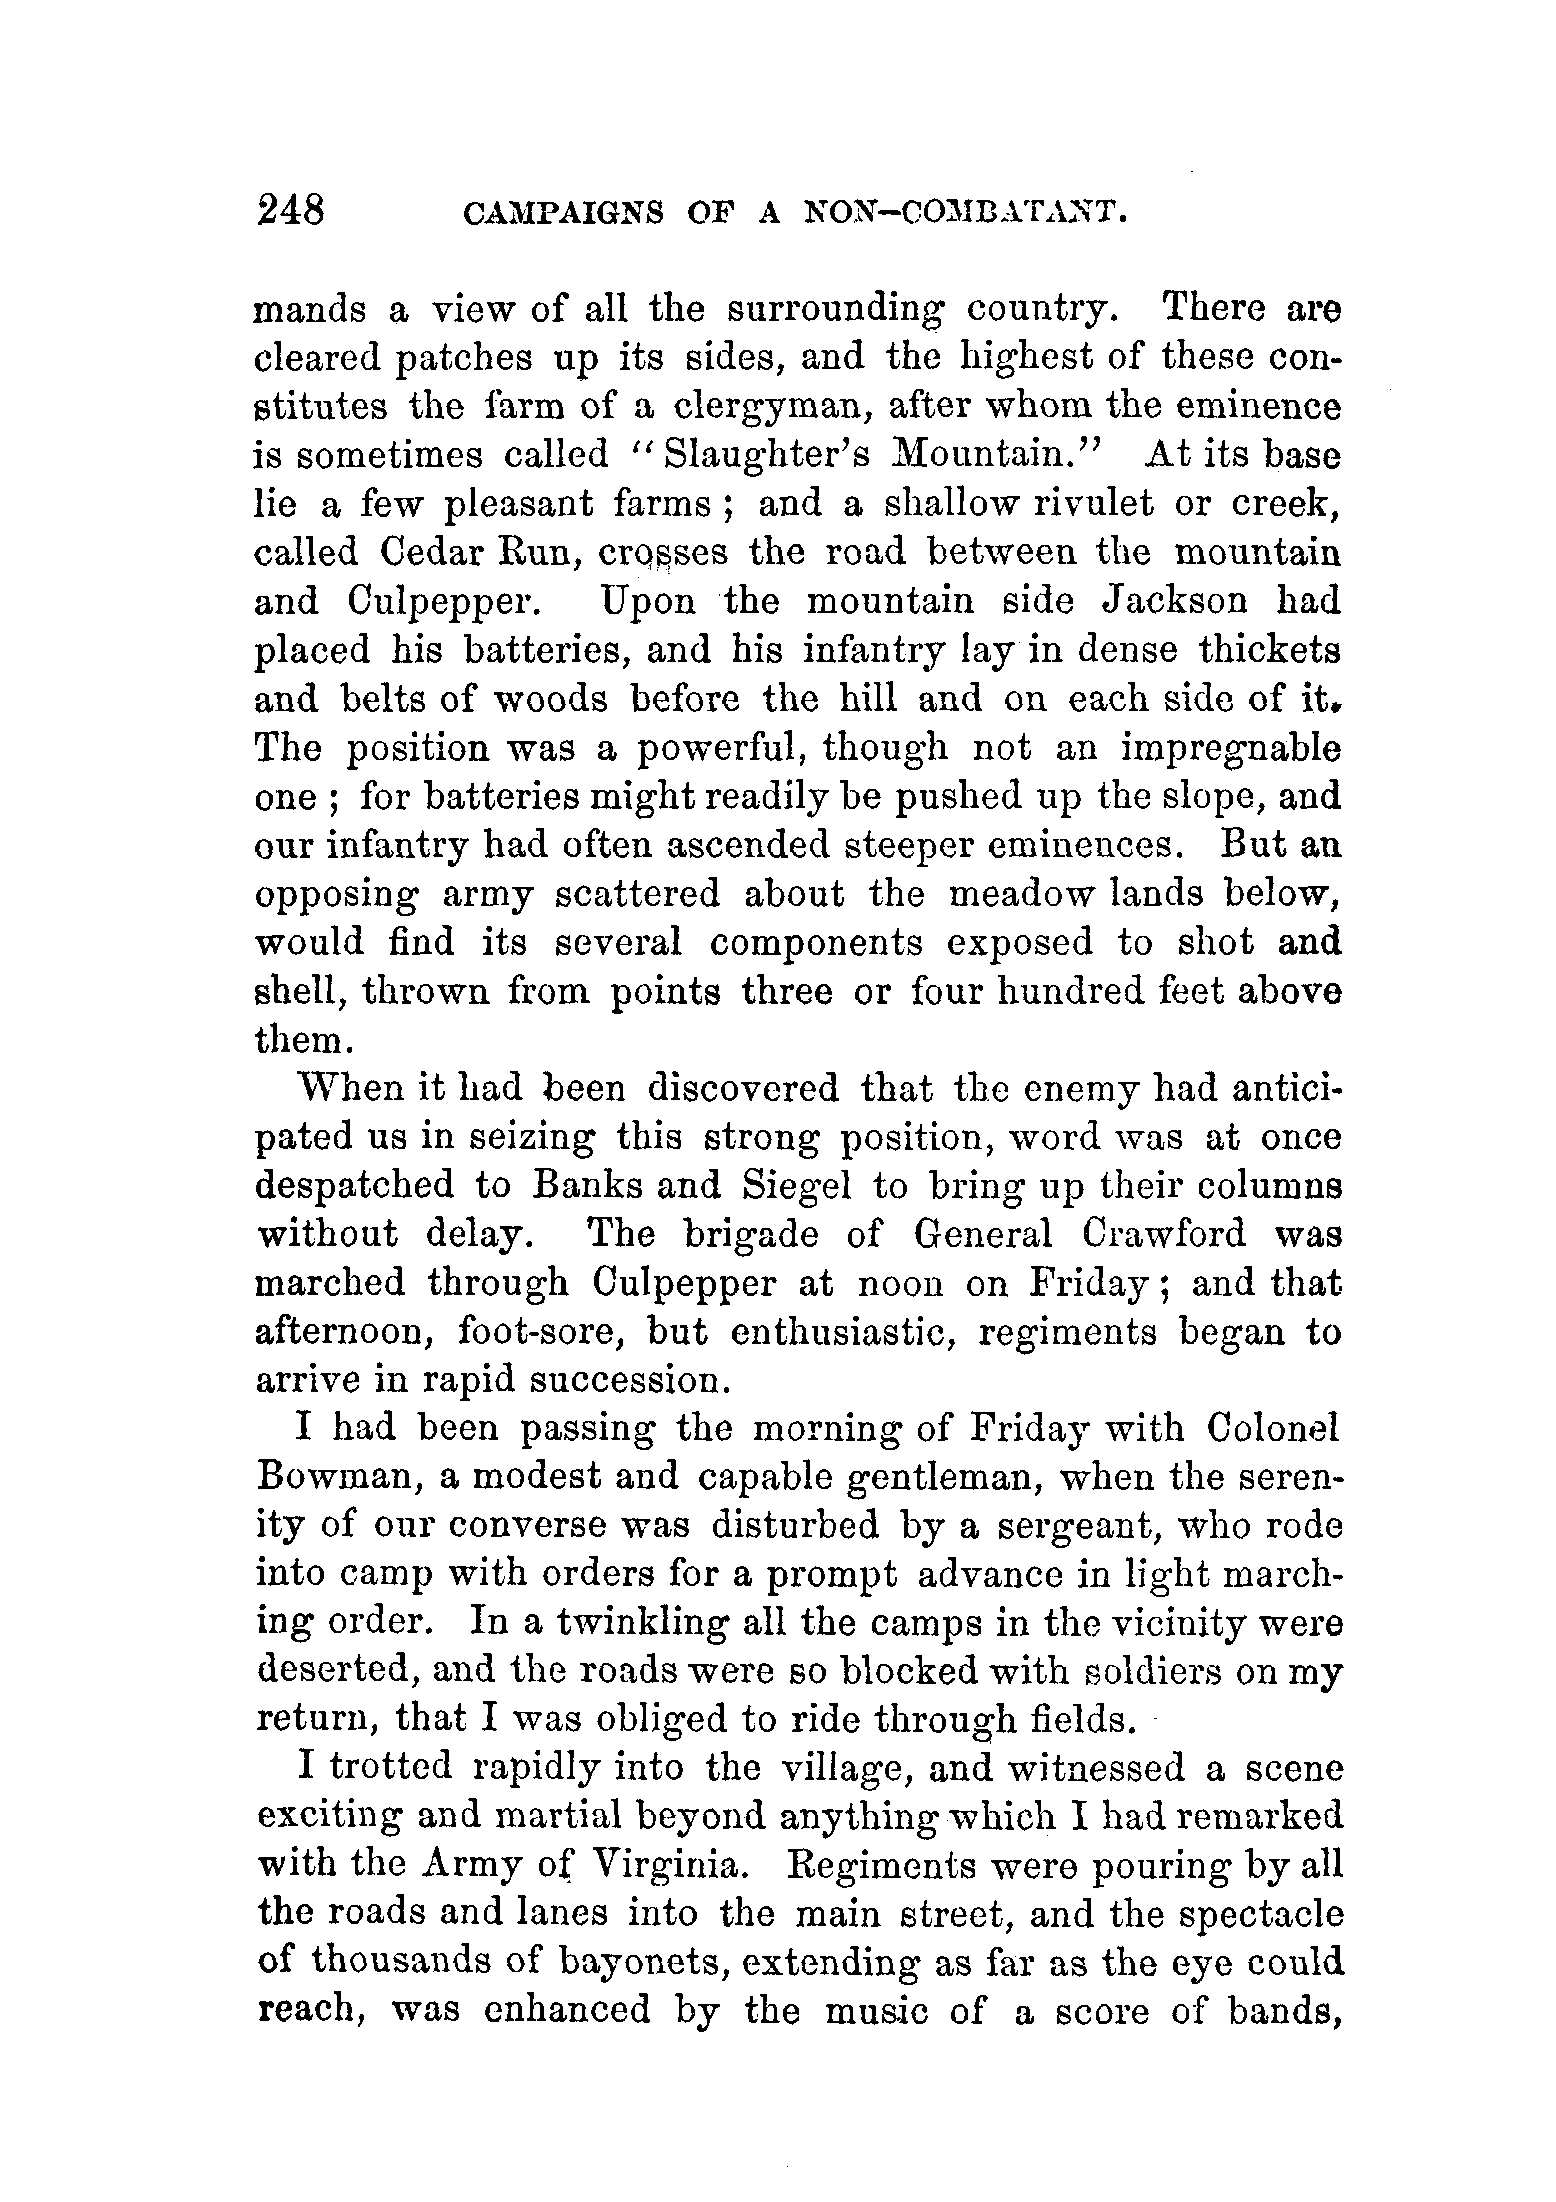 248 CAMPAIGNS OF A NON-COMBATANT.
mands a view of all the surrounding country. There are
cleared patches up its sides, and the highest of these con-
stitutes the farm of a clergyman, after whom the eminence
is sometimes called "Slaughter's Mountain." At its base
lie a few pleasant farms; and a shallow rivulet or creek,
called Cedar Run, crosses the road between the mountain
and Culpepper. Upon the mountain side Jackson had
placed his batteries, and his infantry lay in dense thickets
and belts of woods before the hill and on each side of it.
The position was a powerful, though not an impregnable
one; for batteries might readily be pushed up the slope, and
our infantry had often ascended steeper eminences. But an
opposing army scattered about the meadow lands below,
would find its several components exposed to shot and
shell, thrown from points three or four hundred feet above
them.
When it had been discovered that the enemy had antici-
pated us in seizing this strong position, word was at once
despatched to Banks and Siegel to bring up their columns
without delay. The brigade of General Crawford was
marched through Culpepper at noon on Friday; and that
afternoon, foot-sore, but enthusiastic, regiments began to
arrive in rapid succession.
I had been passing the morning of Friday with Colonel
Bowman, a modest and capable gentleman, when the seren-
ity of our converse was disturbed by a sergeant, who rode
into camp with orders for a prompt advance in light march-
ing order. In a twinkling all the camps in the vicinity were
deserted, and the roads were so blocked with soldiers on my
return, that I was obliged to ride through fields.
I trotted rapidly into the village, and witnessed a scene
exciting and martial beyond anything which I had remarked
with the Army of Virginia. Regiments were pouring by all
the roads and lanes into the main street, and the spectacle
of thousands of bayonets, extending as far as the eye could
reach, was enhanced by the music of a score of bands,